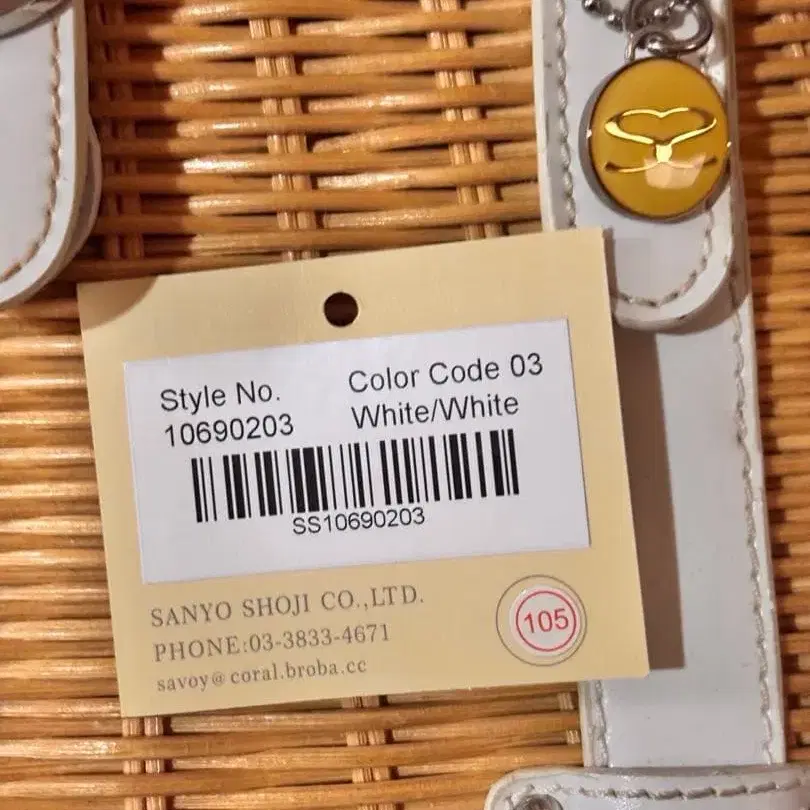 Style No.
10690203
Color Code 03
White/White
SS10690203
SANYO SHOJI CO.,LTD.
PHONE:03-3833-4671
savoy@coral.broba.cc
105